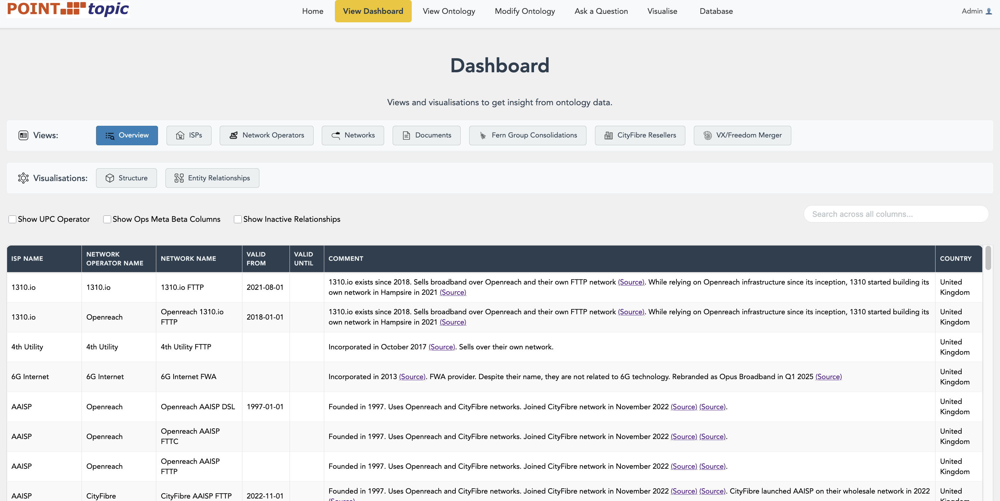 POINT topic
Home
View Dashboard
View Ontology
Modify Ontology
Ask a Question
Visualise
Database
Admin
Dashboard
Views and visualisations to get insight from ontology data.
Views:
Overview
ISPs
Network Operators
Networks
Documents
Fern Group Consolidations
CityFibre Resellers
VX/Freedom Merger
Visualisations:
Structure
Entity Relationships
Show UPC Operator
Show Ops Meta Beta Columns
Show Inactive Relationships
Search across all columns...
ISP NAME
NETWORK
OPERATOR NAME
NETWORK NAME
VALID
FROM
VALID
UNTIL
COMMENT
COUNTRY
1310.io
1310.io
1310.io FTTP
2021-08-01
1310.io exists since 2018. Sells broadband over Openreach and their own FTTP network (Source). While relying on Openreach infrastructure since its inception, 1310 started building its
own network in Hampsire in 2021 (Source)
United
Kingdom
1310.io
Openreach
Openreach 1310.io
FTTP
2018-01-01
1310.io exists since 2018. Sells broadband over Openreach and their own FTTP network (Source). While relying on Openreach infrastructure since its inception, 1310 started building its
own network in Hampsire in 2021 (Source)
United
Kingdom
4th Utility
4th Utility
4th Utility FTTP
Incorporated in October 2017 (Source). Sells over their own network.
United
Kingdom
6G Internet
6G Internet
6G Internet FWA
Incorporated in 2013 (Source). FWA provider. Despite their name, they are not related to 6G technology. Rebranded as Opus Broadband in Q1 2025 (Source)
United
Kingdom
AAISP
Openreach
Openreach AAISP DSL
1997-01-01
Founded in 1997. Uses Openreach and CityFibre networks. Joined CityFibre network in November 2022 (Source) (Source).
United
Kingdom
AAISP
Openreach
Openreach AAISP
FTTC
Founded in 1997. Uses Openreach and CityFibre networks. Joined CityFibre network in November 2022 (Source) (Source).
United
Kingdom
AAISP
Openreach
Openreach AAISP
FTTP
Founded in 1997. Uses Openreach and CityFibre networks. Joined CityFibre network in November 2022 (Source) (Source).
United
Kingdom
AAISP
CityFibre
CityFibre AAISP FTTP
2022-11-01
Founded in 1997. Uses Openreach and CityFibre networks. Joined CityFibre network in November 2022 (Source) (Source). CityFibre launched AAISP on their wholesale network in 2022
(Source)
United
Kingdom